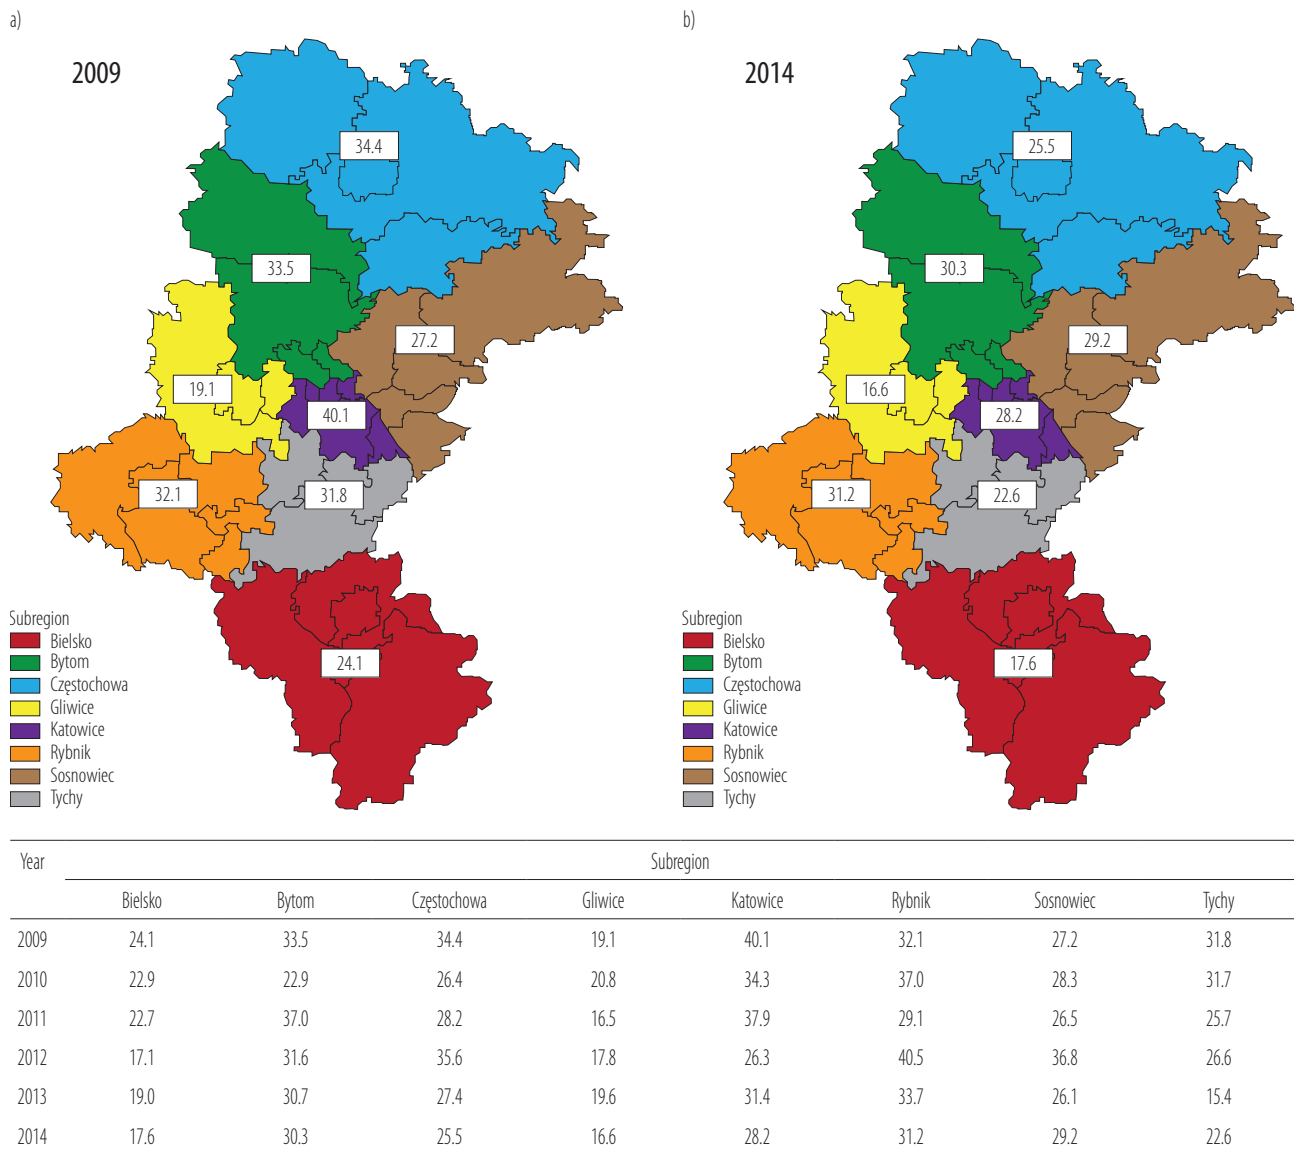 a)
2009
34.4
33.5
27.2
19.1
40.1
32.1
31.8
24.1
Subregion
Bielsko
Bytom
Częstochowa
Gliwice
Katowice
Rybnik
Sosnowiec
Tychy
b)
2014
25.5
30.3
29.2
16.6
28.2
31.2
22.6
17.6
Subregion
Bielsko
Bytom
Częstochowa
Gliwice
Katowice
Rybnik
Sosnowiec
Tychy
Year Subregion
Bielsko Bytom Częstochowa Gliwice Katowice Rybnik Sosnowiec Tychy
2009 24.1 33.5 34.4 19.1 40.1 32.1 27.2 31.8
2010 22.9 22.9 26.4 20.8 34.3 37.0 28.3 31.7
2011 22.7 37.0 28.2 16.5 37.9 29.1 26.5 25.7
2012 17.1 31.6 35.6 17.8 26.3 40.5 36.8 26.6
2013 19.0 30.7 27.4 19.6 31.4 33.7 26.1 15.4
2014 17.6 30.3 25.5 16.6 28.2 31.2 29.2 22.6